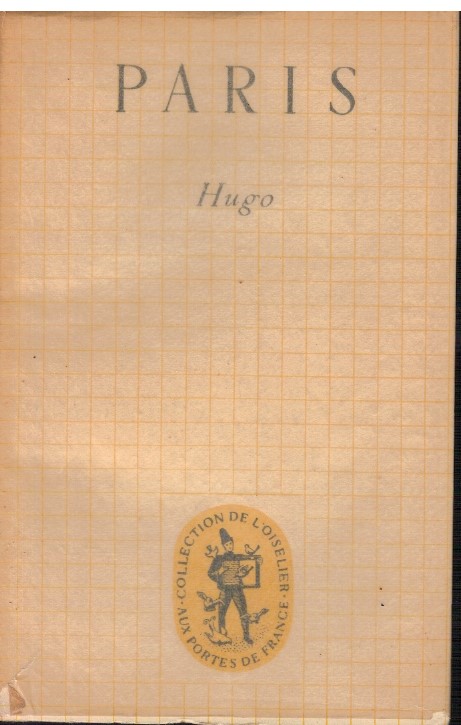 PARIS
Hugo
·COLLECTION DE L'OISELIER·
AUX PORTES DE FRANCE